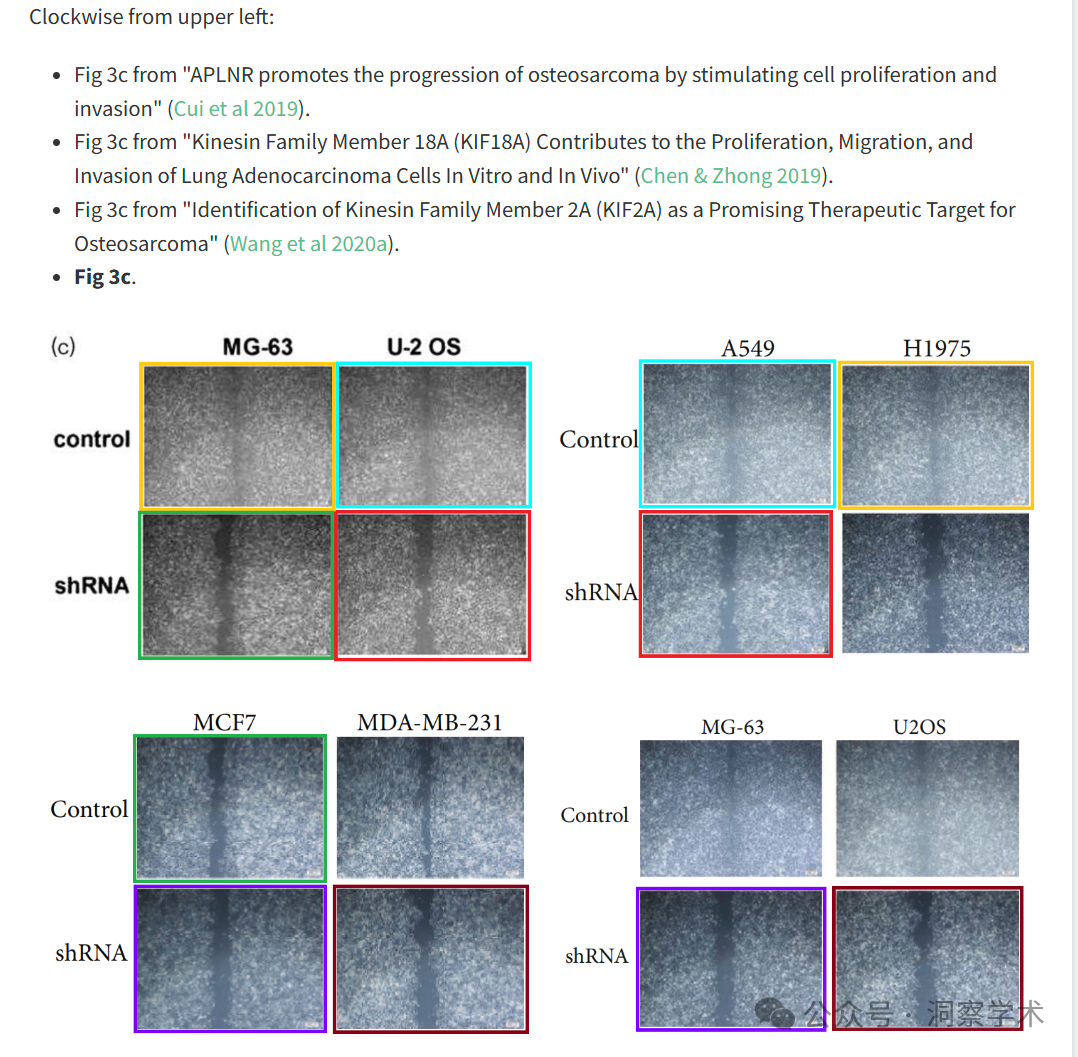 Clockwise from upper left:
• Fig 3c from "APLNR promotes the progression of osteosarcoma by stimulating cell proliferation and
invasion" (Cui et al 2019).
• Fig 3c from "Kinesin Family Member 18A (KIF18A) Contributes to the Proliferation, Migration, and
Invasion of Lung Adenocarcinoma Cells In Vitro and In Vivo" (Chen & Zhong 2019).
• Fig 3c from "Identification of Kinesin Family Member 2A (KIF2A) as a Promising Therapeutic Target for
Osteosarcoma" (Wang et al 2020a).
• Fig 3c.
(c) MG-63 U-2 OS
control
shRNA
A549 H1975
Control
shRNA
MCF7 MDA-MB-231
Control
shRNA
MG-63 U2OS
Control
shRNA
公众号 · 洞察学术